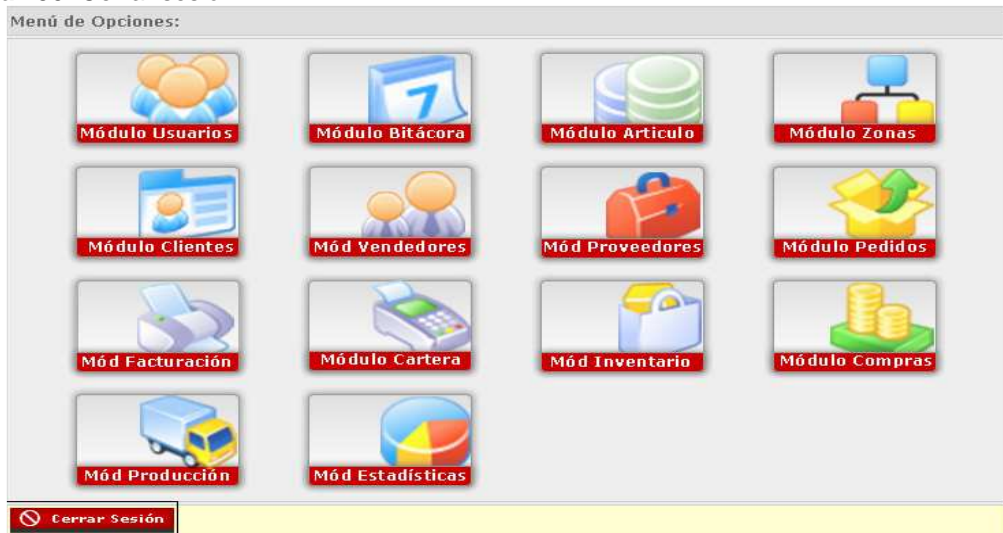 Menú de Opciones:
7
Módulo Usuarios
Módulo Bitácora
Módulo Articulo
Módulo Zonas
Módulo Clientes
Mód Vendedores
Mód Proveedores
Módulo Pedidos
Mód Facturación
Módulo Cartera
Mód Inventario
Módulo Compras
Mód Producción
Mód Estadísticas
Cerrar Sesión